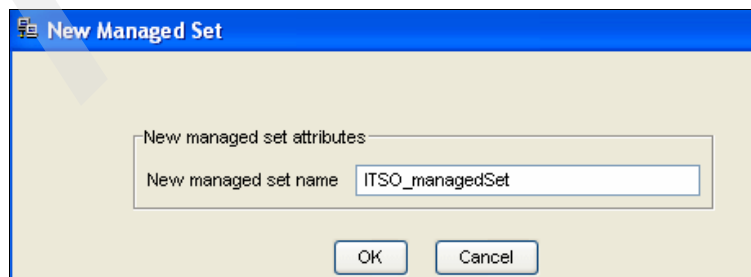 New Managed Set
New managed set attributes
New managed set name ITSO_managedSet
OK Cancel